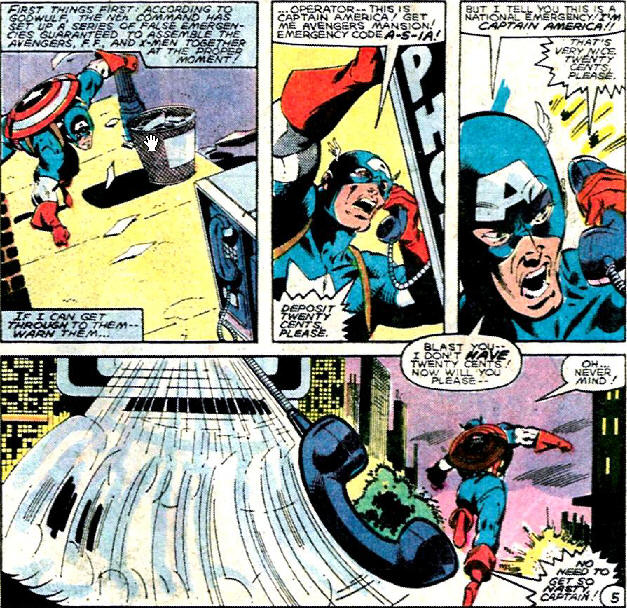 FIRST THINGS FIRST: ACCORDING TO
GODWULF, THE NEA COMMAND HAS
SET UP A SERIES OF FALSE EMERGEN-
CIES GUARANTEED TO ASSEMBLE THE
AVENGERS, F.F. AND X-MEN TOGETHER
AT THE PROPER
MOMENT!
IF I CAN GET
THROUGH TO THEM--
WARN THEM...
...OPERATOR--THIS IS
CAPTAIN AMERICA! GET
ME AVENGERS MANSION!
EMERGENCY CODE A-S-1A!
PHO
DEPOSIT
TWENTY
CENTS,
PLEASE.
BUT I TELL YOU THIS IS A
NATIONAL EMERGENCY! I'M
CAPTAIN AMERICA!!
THAT'S
VERY NICE.
TWENTY
CENTS,
PLEASE.
BLAST YOU--
I DON'T HAVE
TWENTY CENTS!
NOW WILL YOU
PLEASE--
OH...
NEVER
MIND!
NO
NEED TO
GET SO
NASTY,
CAPTAIN!
5